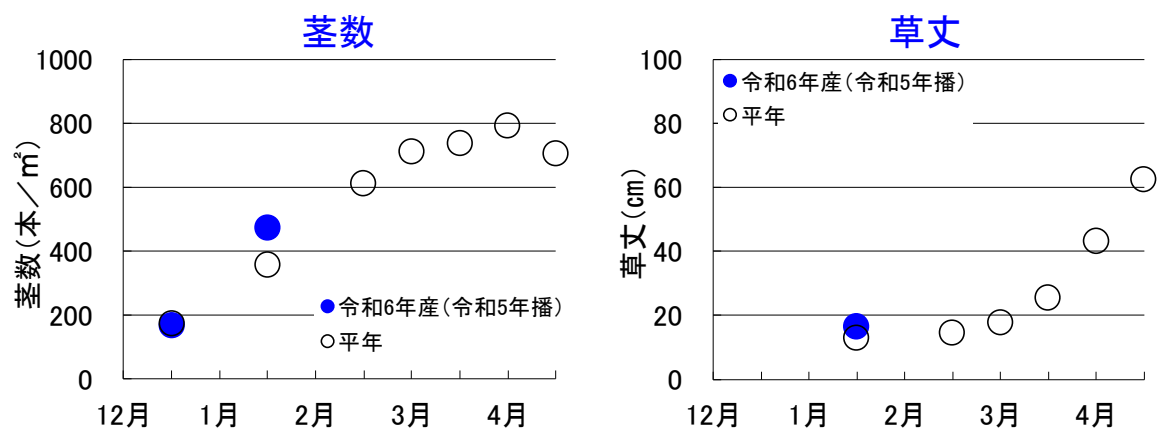 茎数
1000
800
600
400
200
0
茎数(本／㎡)
●令和6年産(令和5年播)
○平年
12月 1月 2月 3月 4月
草丈
100
80
60
40
20
0
草丈(㎝)
●令和6年産(令和5年播)
○平年
12月 1月 2月 3月 4月